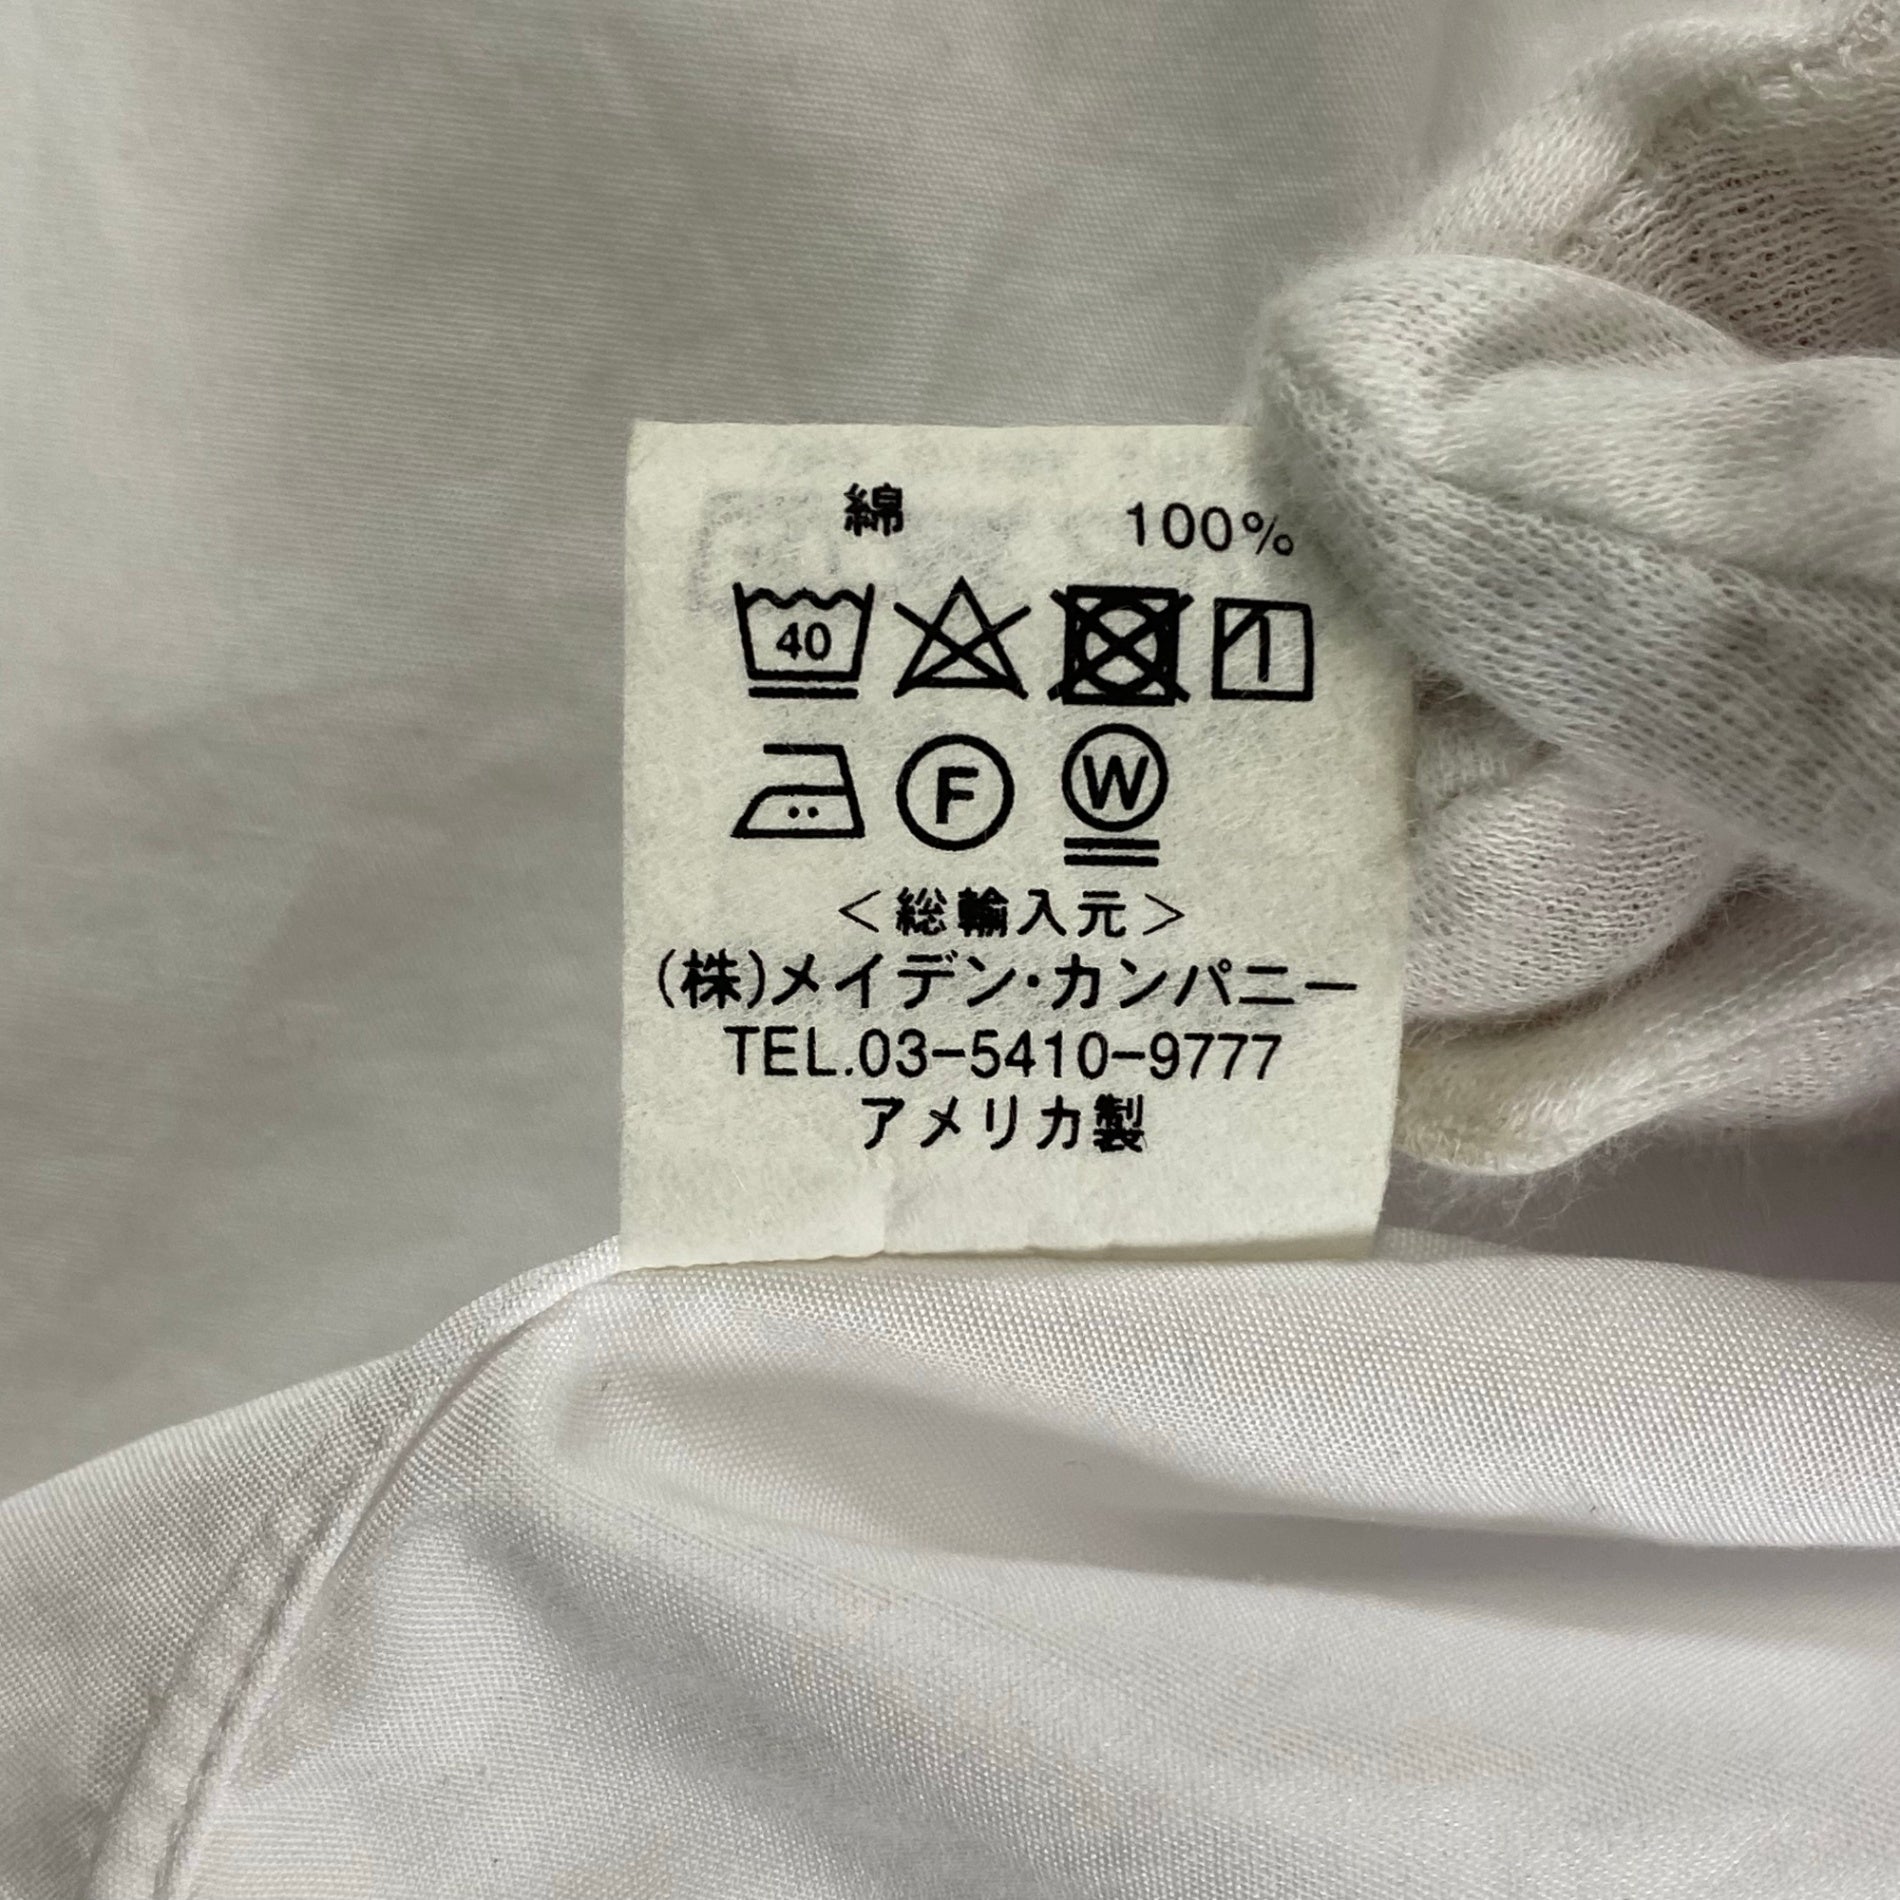 綿 100%
40
F W
＜総輸入元＞
(株)メイデン・カンパニー
TEL.03-5410-9777
アメリカ製